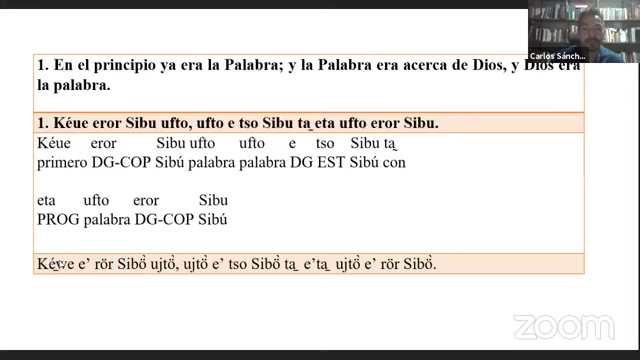 Carlos Sánch...
1. En el principio ya era la Palabra; y la Palabra era acerca de Dios, y Dios era
la palabra.
1. Kéue eror Sibu ufto, ufto e tso Sibu ta̱ eta ufto eror Sibu.
Kéue eror Sibu ufto ufto e tso Sibu ta̱
primero DG-COP Sibú palabra palabra DG EST Sibú con
eta ufto eror Sibu
PROG palabra DG-COP Sibú
e’ rör Sibö̀ ujtö̀, ujtö̀ e’ tso Sibö̀ ta̱ e’ta̱ ujtö̀ e’ rör Sibö̀.
zoom